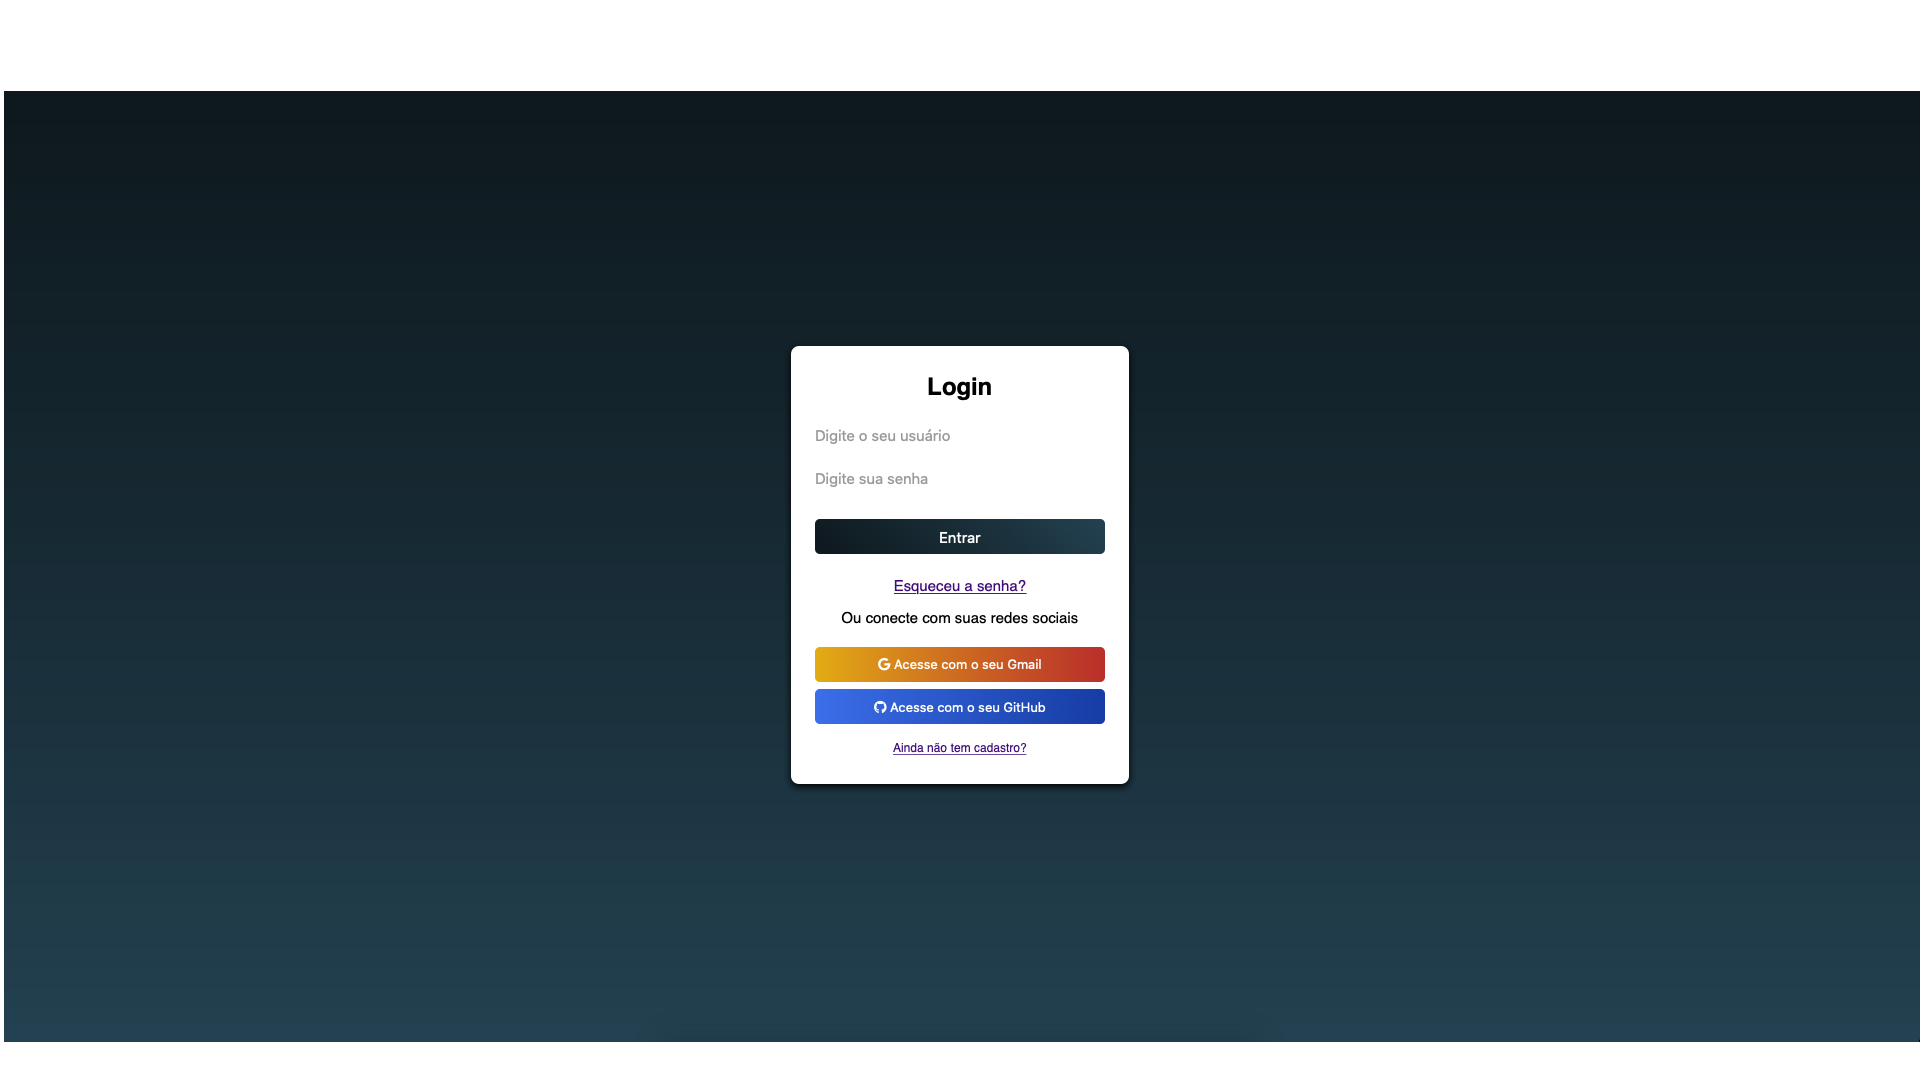 Login
Digite o seu usuário
Digite sua senha
Entrar
Esqueceu a senha?
Ou conecte com suas redes sociais
Acesse com o seu Gmail
Acesse com o seu GitHub
Ainda não tem cadastro?